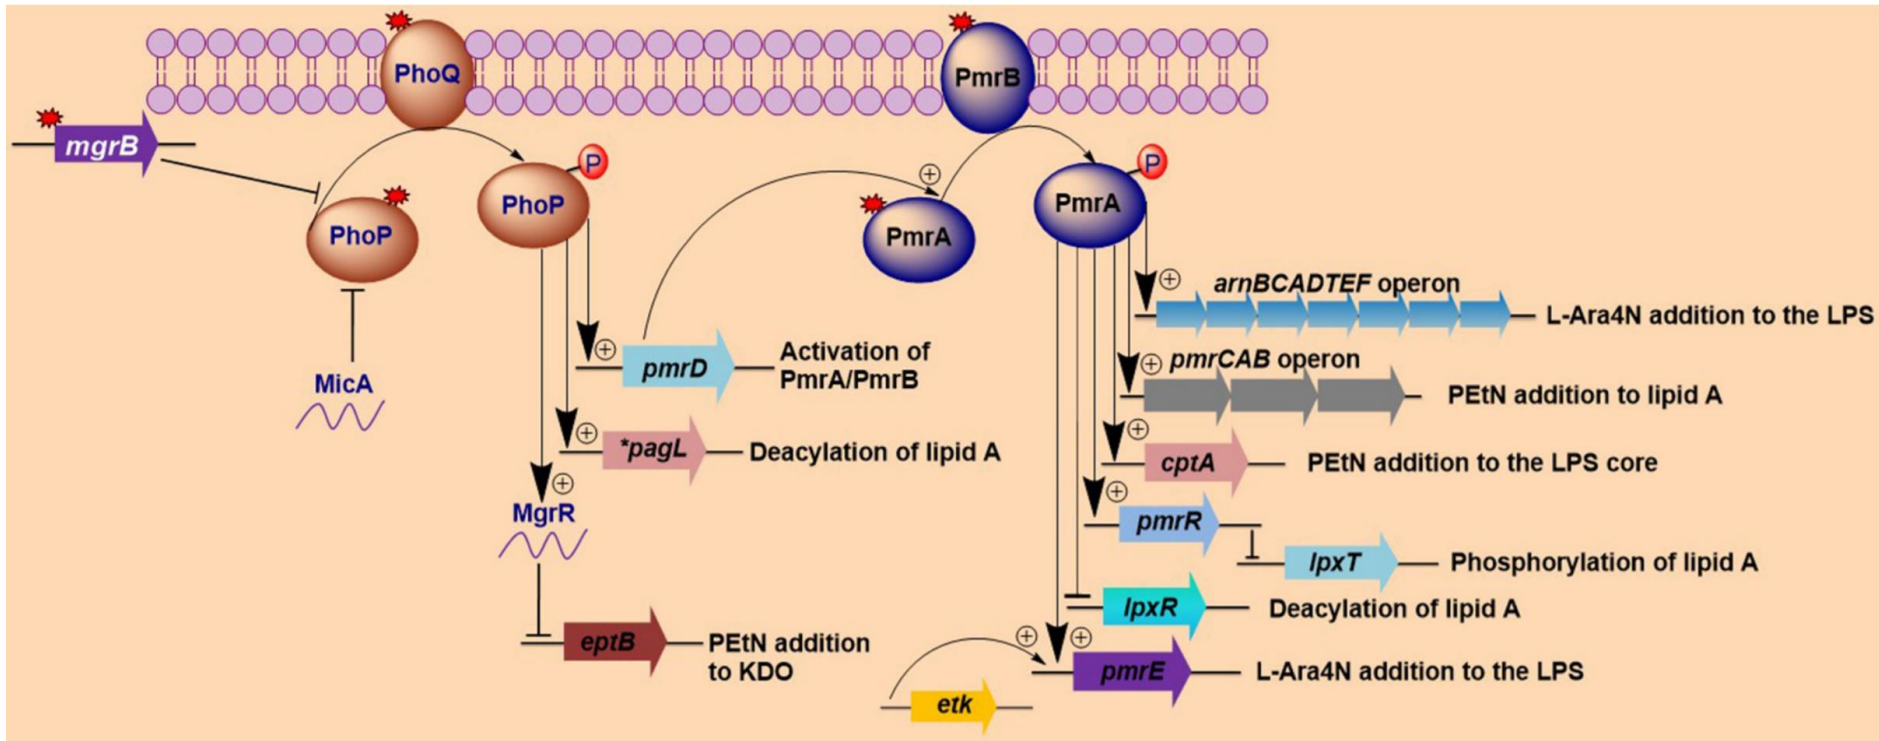 PhoQ
PmrB
mgrB
PhoP
P
PhoP
PmrA
P
PmrA
MicA
+
+
pmrD
Activation of
PmrA/PmrB
+
*pagL
Deacylation of lipid A
+
MgrR
eptB
PEtN addition
to KDO
+
arnBCADTEF operon
L-Ara4N addition to the LPS
+
pmrCAB operon
PEtN addition to lipid A
+
cptA
PEtN addition to the LPS core
+
pmrR
lpxT
Phosphorylation of lipid A
lpxR
Deacylation of lipid A
+
+
pmrE
L-Ara4N addition to the LPS
etk